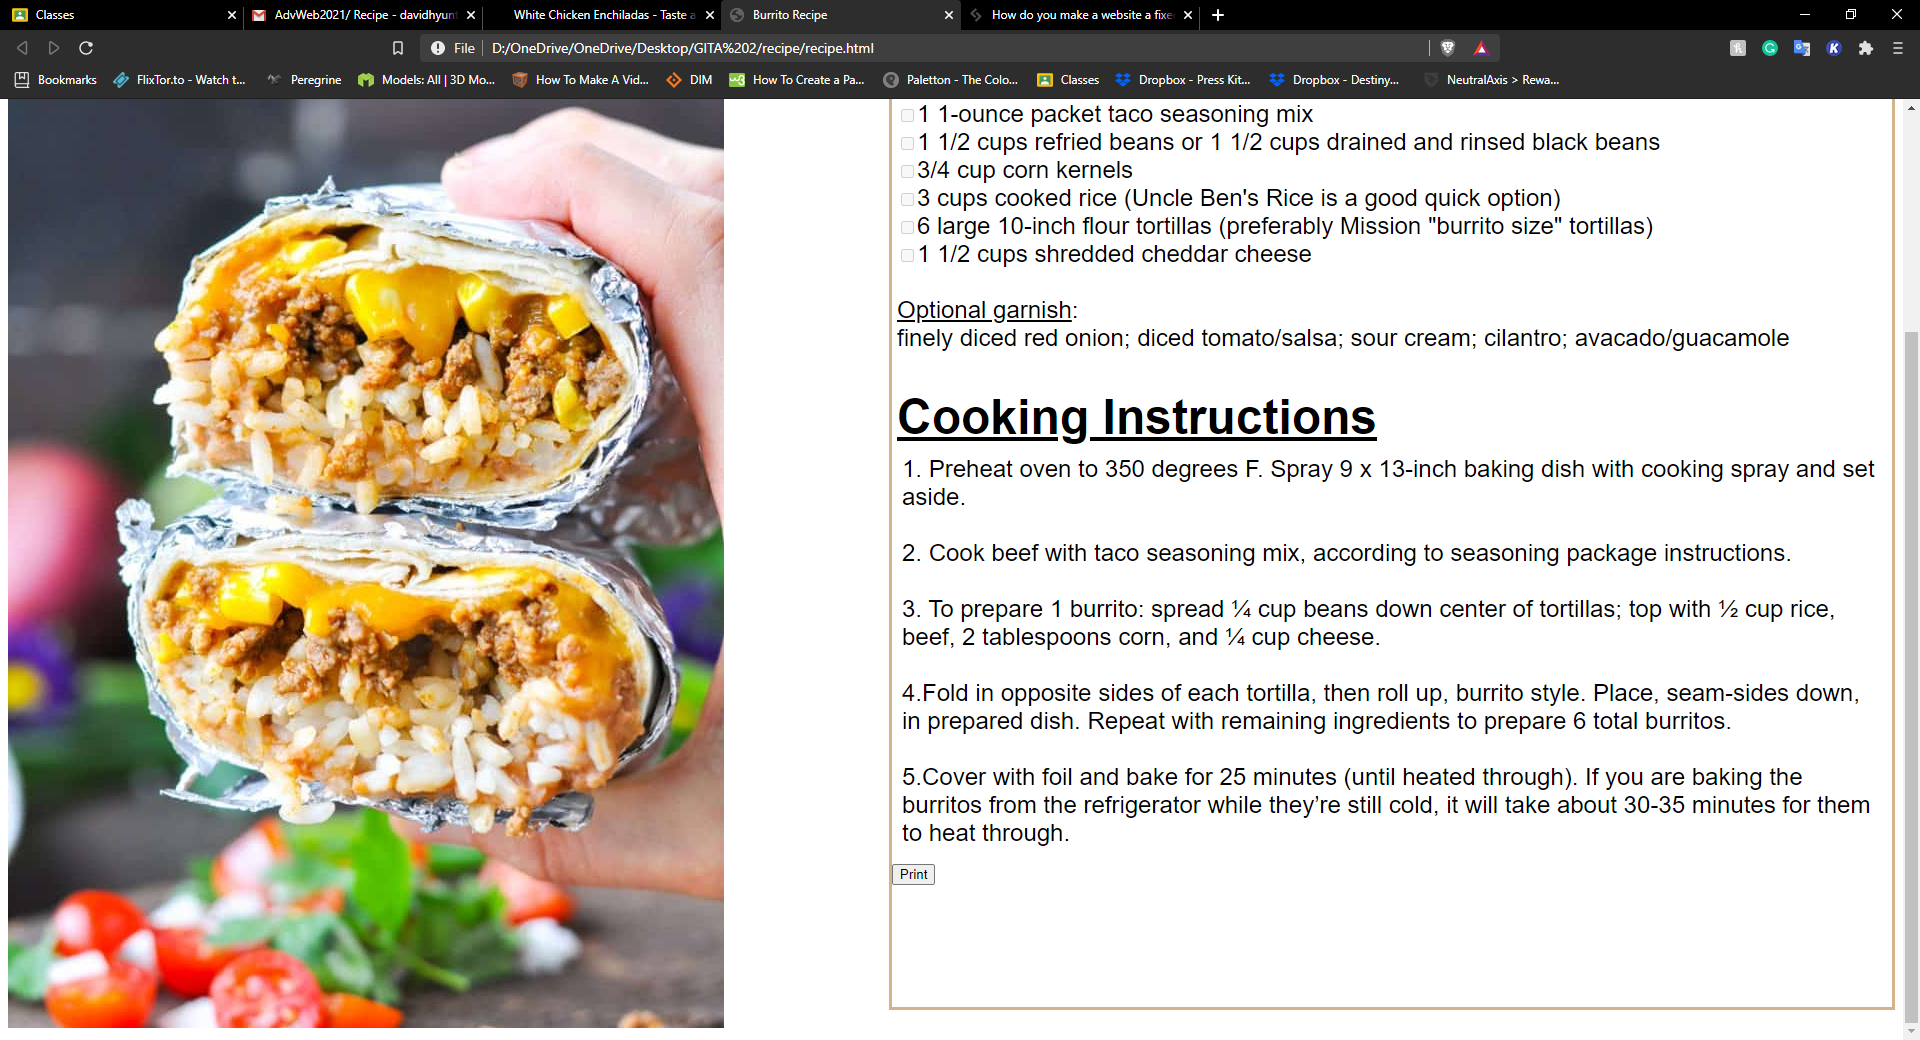 Classes
AdvWeb2021/ Recipe - davidhyun
White Chicken Enchiladas - Taste
Burrito Recipe
How do you make a website a fixe
File
D:/OneDrive/OneDrive/Desktop/GITA%202/recipe/recipe.html
Bookmarks
FlixTor.to - Watch t...
Peregrine
Models: All | 3D Mo...
How To Make A Vid...
DIM
How To Create a Pa...
Paletton - The Colo...
Classes
Dropbox - Press Kit...
Dropbox - Destiny...
NeutralAxis > Rewa...
1 1-ounce packet taco seasoning mix
1 1/2 cups refried beans or 1 1/2 cups drained and rinsed black beans
3/4 cup corn kernels
3 cups cooked rice (Uncle Ben's Rice is a good quick option)
6 large 10-inch flour tortillas (preferably Mission "burrito size" tortillas)
1 1/2 cups shredded cheddar cheese
Optional garnish:
finely diced red onion; diced tomato/salsa; sour cream; cilantro; avacado/guacamole
Cooking Instructions
1. Preheat oven to 350 degrees F. Spray 9 x 13-inch baking dish with cooking spray and set
aside.
2. Cook beef with taco seasoning mix, according to seasoning package instructions.
3. To prepare 1 burrito: spread ¼ cup beans down center of tortillas; top with ½ cup rice,
beef, 2 tablespoons corn, and ¼ cup cheese.
4.Fold in opposite sides of each tortilla, then roll up, burrito style. Place, seam-sides down,
in prepared dish. Repeat with remaining ingredients to prepare 6 total burritos.
5.Cover with foil and bake for 25 minutes (until heated through). If you are baking the
burritos from the refrigerator while they’re still cold, it will take about 30-35 minutes for them
to heat through.
Print